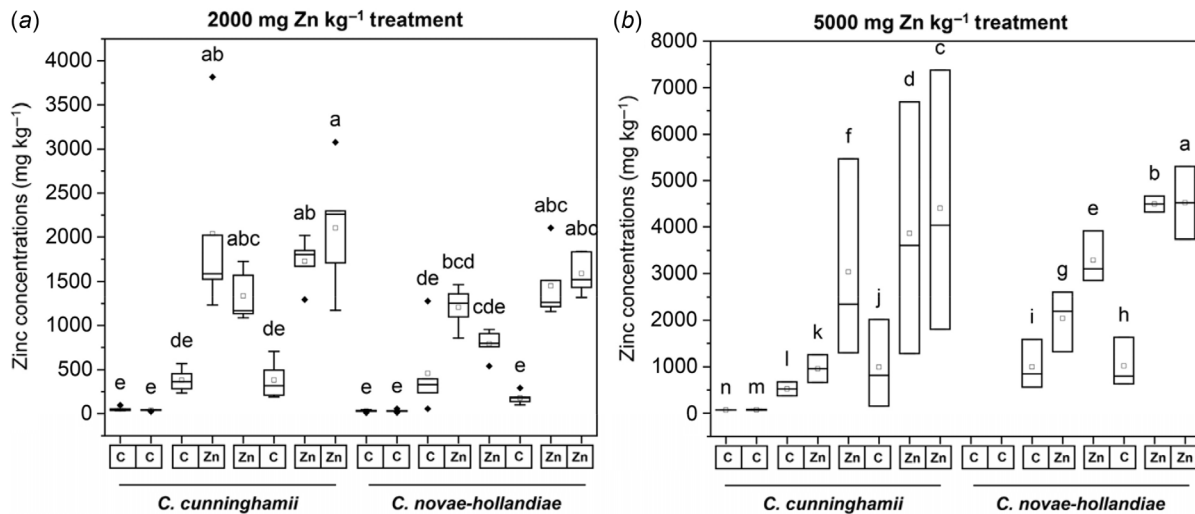 (a) 2000 mg Zn kg⁻¹ treatment
Zinc concentrations (mg kg⁻¹)
4000
3500
3000
2500
2000
1500
1000
500
0
e e de ab abc de ab a e e de bcd cde e abc abc
C C C Zn Zn C Zn Zn C C C Zn Zn C Zn Zn
C. cunninghamii C. novae-hollandiae
(b) 5000 mg Zn kg⁻¹ treatment
Zinc concentrations (mg kg⁻¹)
8000
7000
6000
5000
4000
3000
2000
1000
0
n m l k f j d c i g e h b a
C C C Zn Zn C Zn Zn C C C Zn Zn C Zn Zn
C. cunninghamii C. novae-hollandiae